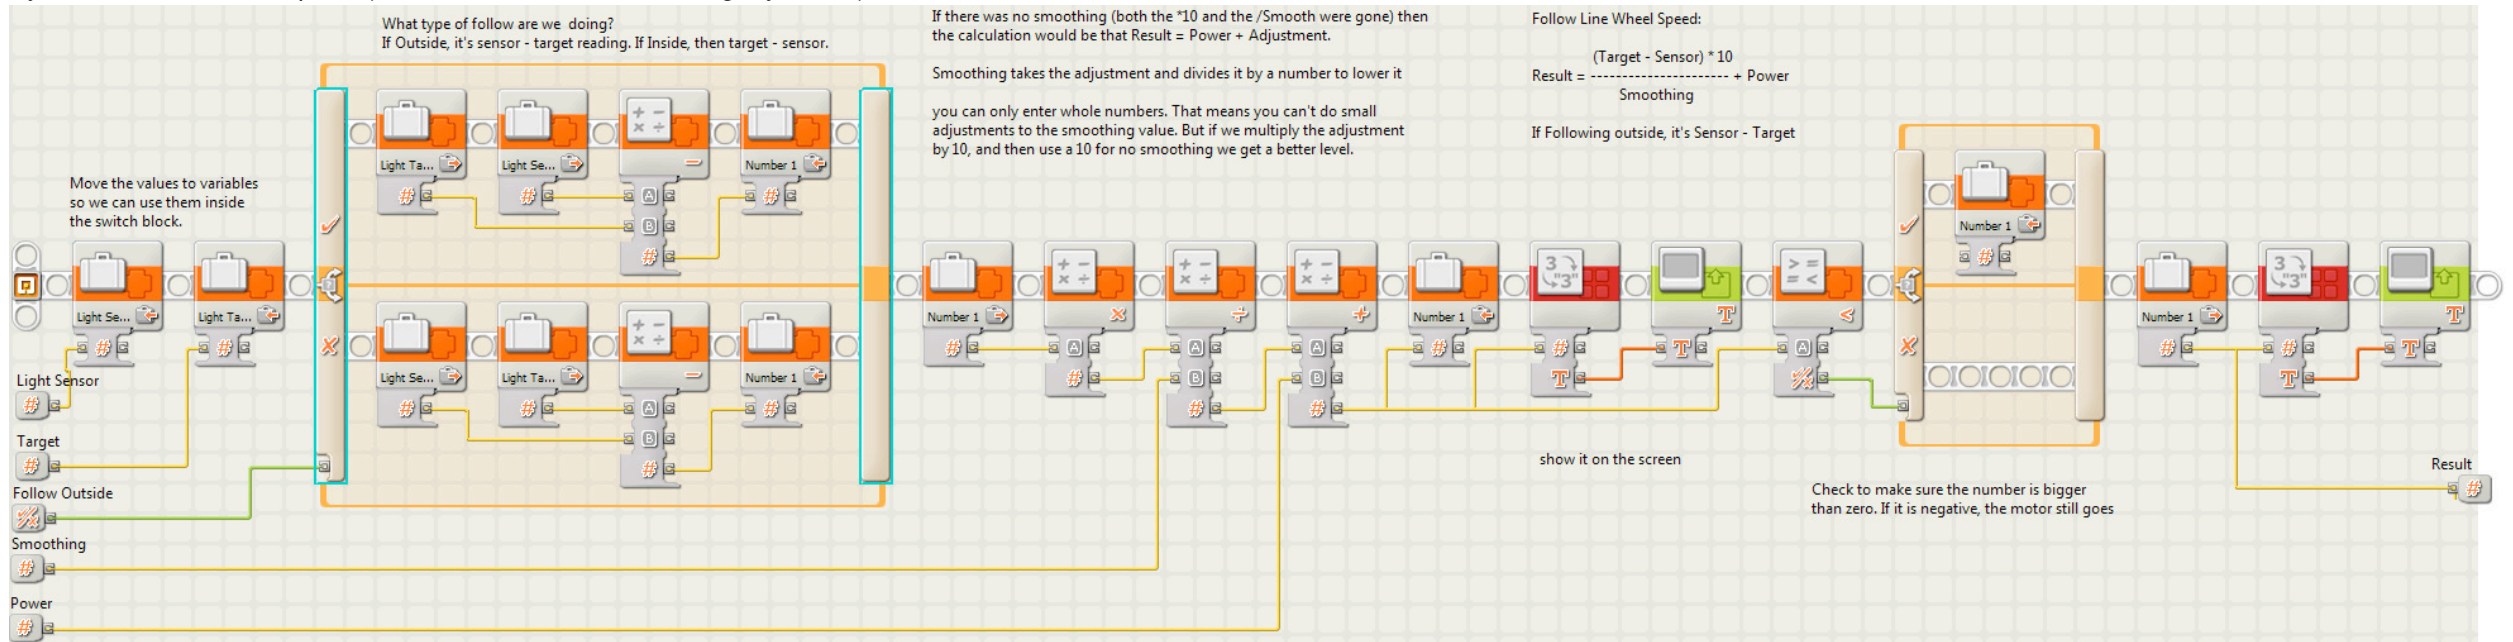 What type of follow are we  doing?
If Outside, it's sensor - target reading. If Inside, then target - sensor.
If there was no smoothing (both the *10 and the /Smooth were gone) then
the calculation would be that Result = Power + Adjustment.
Smoothing takes the adjustment and divides it by a number to lower it
you can only enter whole numbers. That means you can't do small
adjustments to the smoothing value. But if we multiply the adjustment
by 10, and then use a 10 for no smoothing we get a better level.
Follow Line Wheel Speed:
(Target - Sensor) * 10
Result = ----------------------- + Power
Smoothing
If Following outside, it's Sensor - Target
Move the values to variables
so we can use them inside
the switch block.
Light Se...
Light Ta...
Light Ta...
Light Se...
Number 1
Light Se...
Light Ta...
Number 1
Number 1
Number 1
Number 1
Number 1
Light Sensor
Target
Follow Outside
Smoothing
Power
show it on the screen
Check to make sure the number is bigger
than zero. If it is negative, the motor still goes
Result